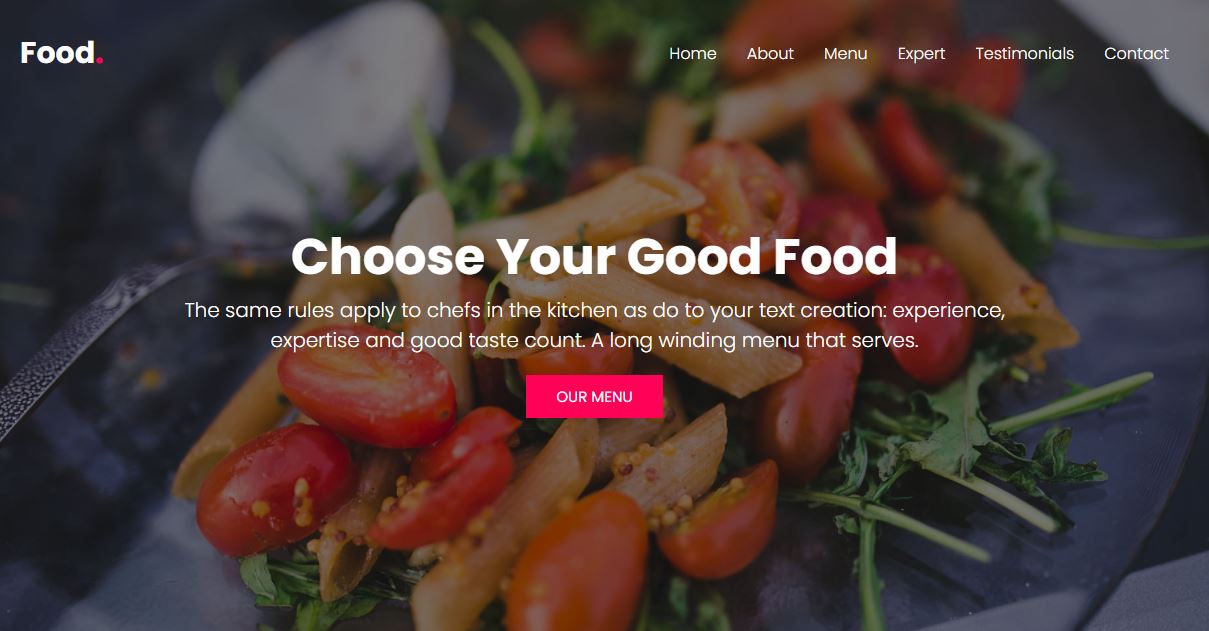 Food.
Home About Menu Expert Testimonials Contact
Choose Your Good Food
The same rules apply to chefs in the kitchen as do to your text creation: experience,
expertise and good taste count. A long winding menu that serves.
OUR MENU